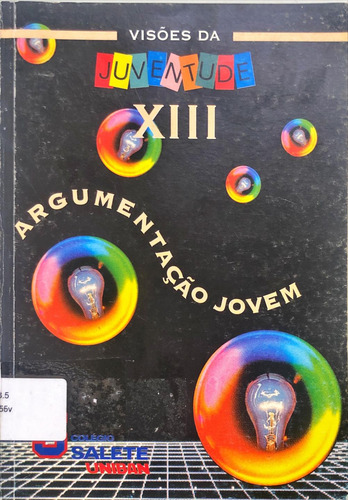 VISÕES DA
JUVENTUDE
XIII
ARGUMENTAÇÃO JOVEM
COLÉGIO
SALETE
UNIBAN